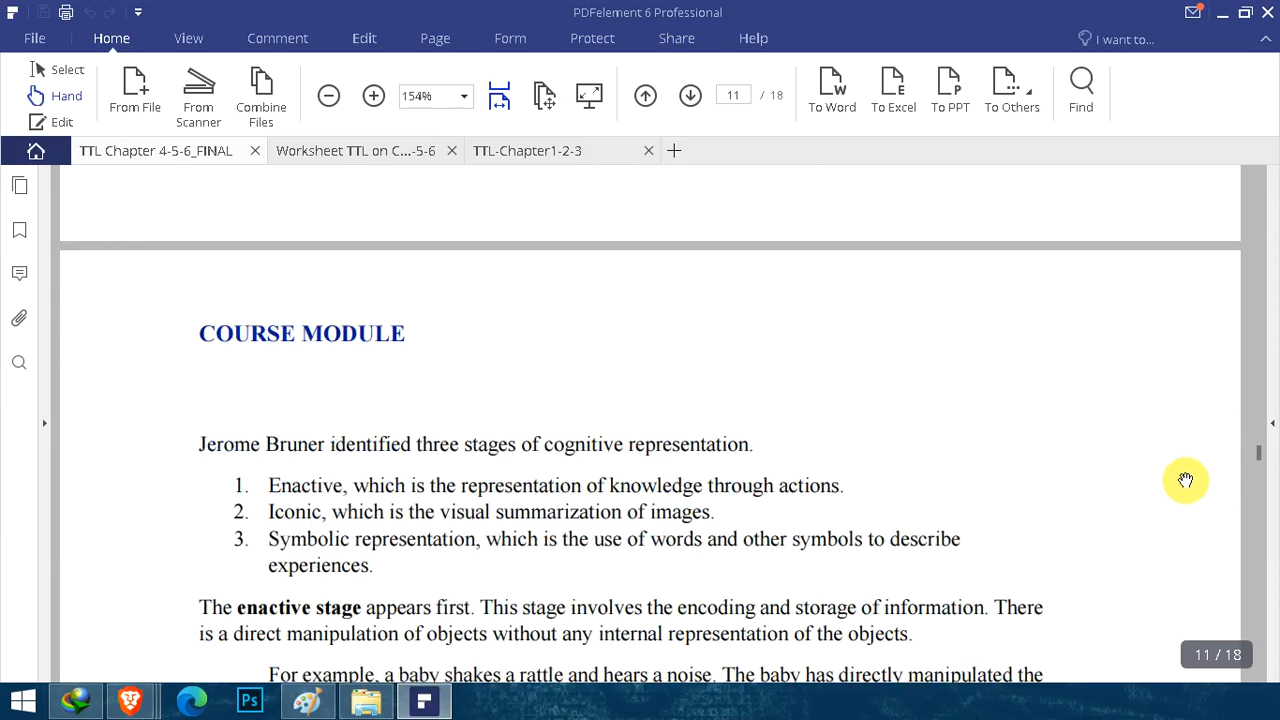 PDFelement 6 Professional
File Home View Comment Edit Page Form Protect Share Help I want to...
Select
Hand
Edit
From File
From Scanner
Combine Files
154%
11 / 18
To Word
To Excel
To PPT
To Others
Find
TTL Chapter 4-5-6_FINAL Worksheet TTL on C...-5-6 TTL-Chapter1-2-3
COURSE MODULE
Jerome Bruner identified three stages of cognitive representation.
1. Enactive, which is the representation of knowledge through actions.
2. Iconic, which is the visual summarization of images.
3. Symbolic representation, which is the use of words and other symbols to describe
experiences.
The enactive stage appears first. This stage involves the encoding and storage of information. There
is a direct manipulation of objects without any internal representation of the objects.
For example, a baby shakes a rattle and hears a noise. The baby has directly manipulated the
11 / 18
Ps